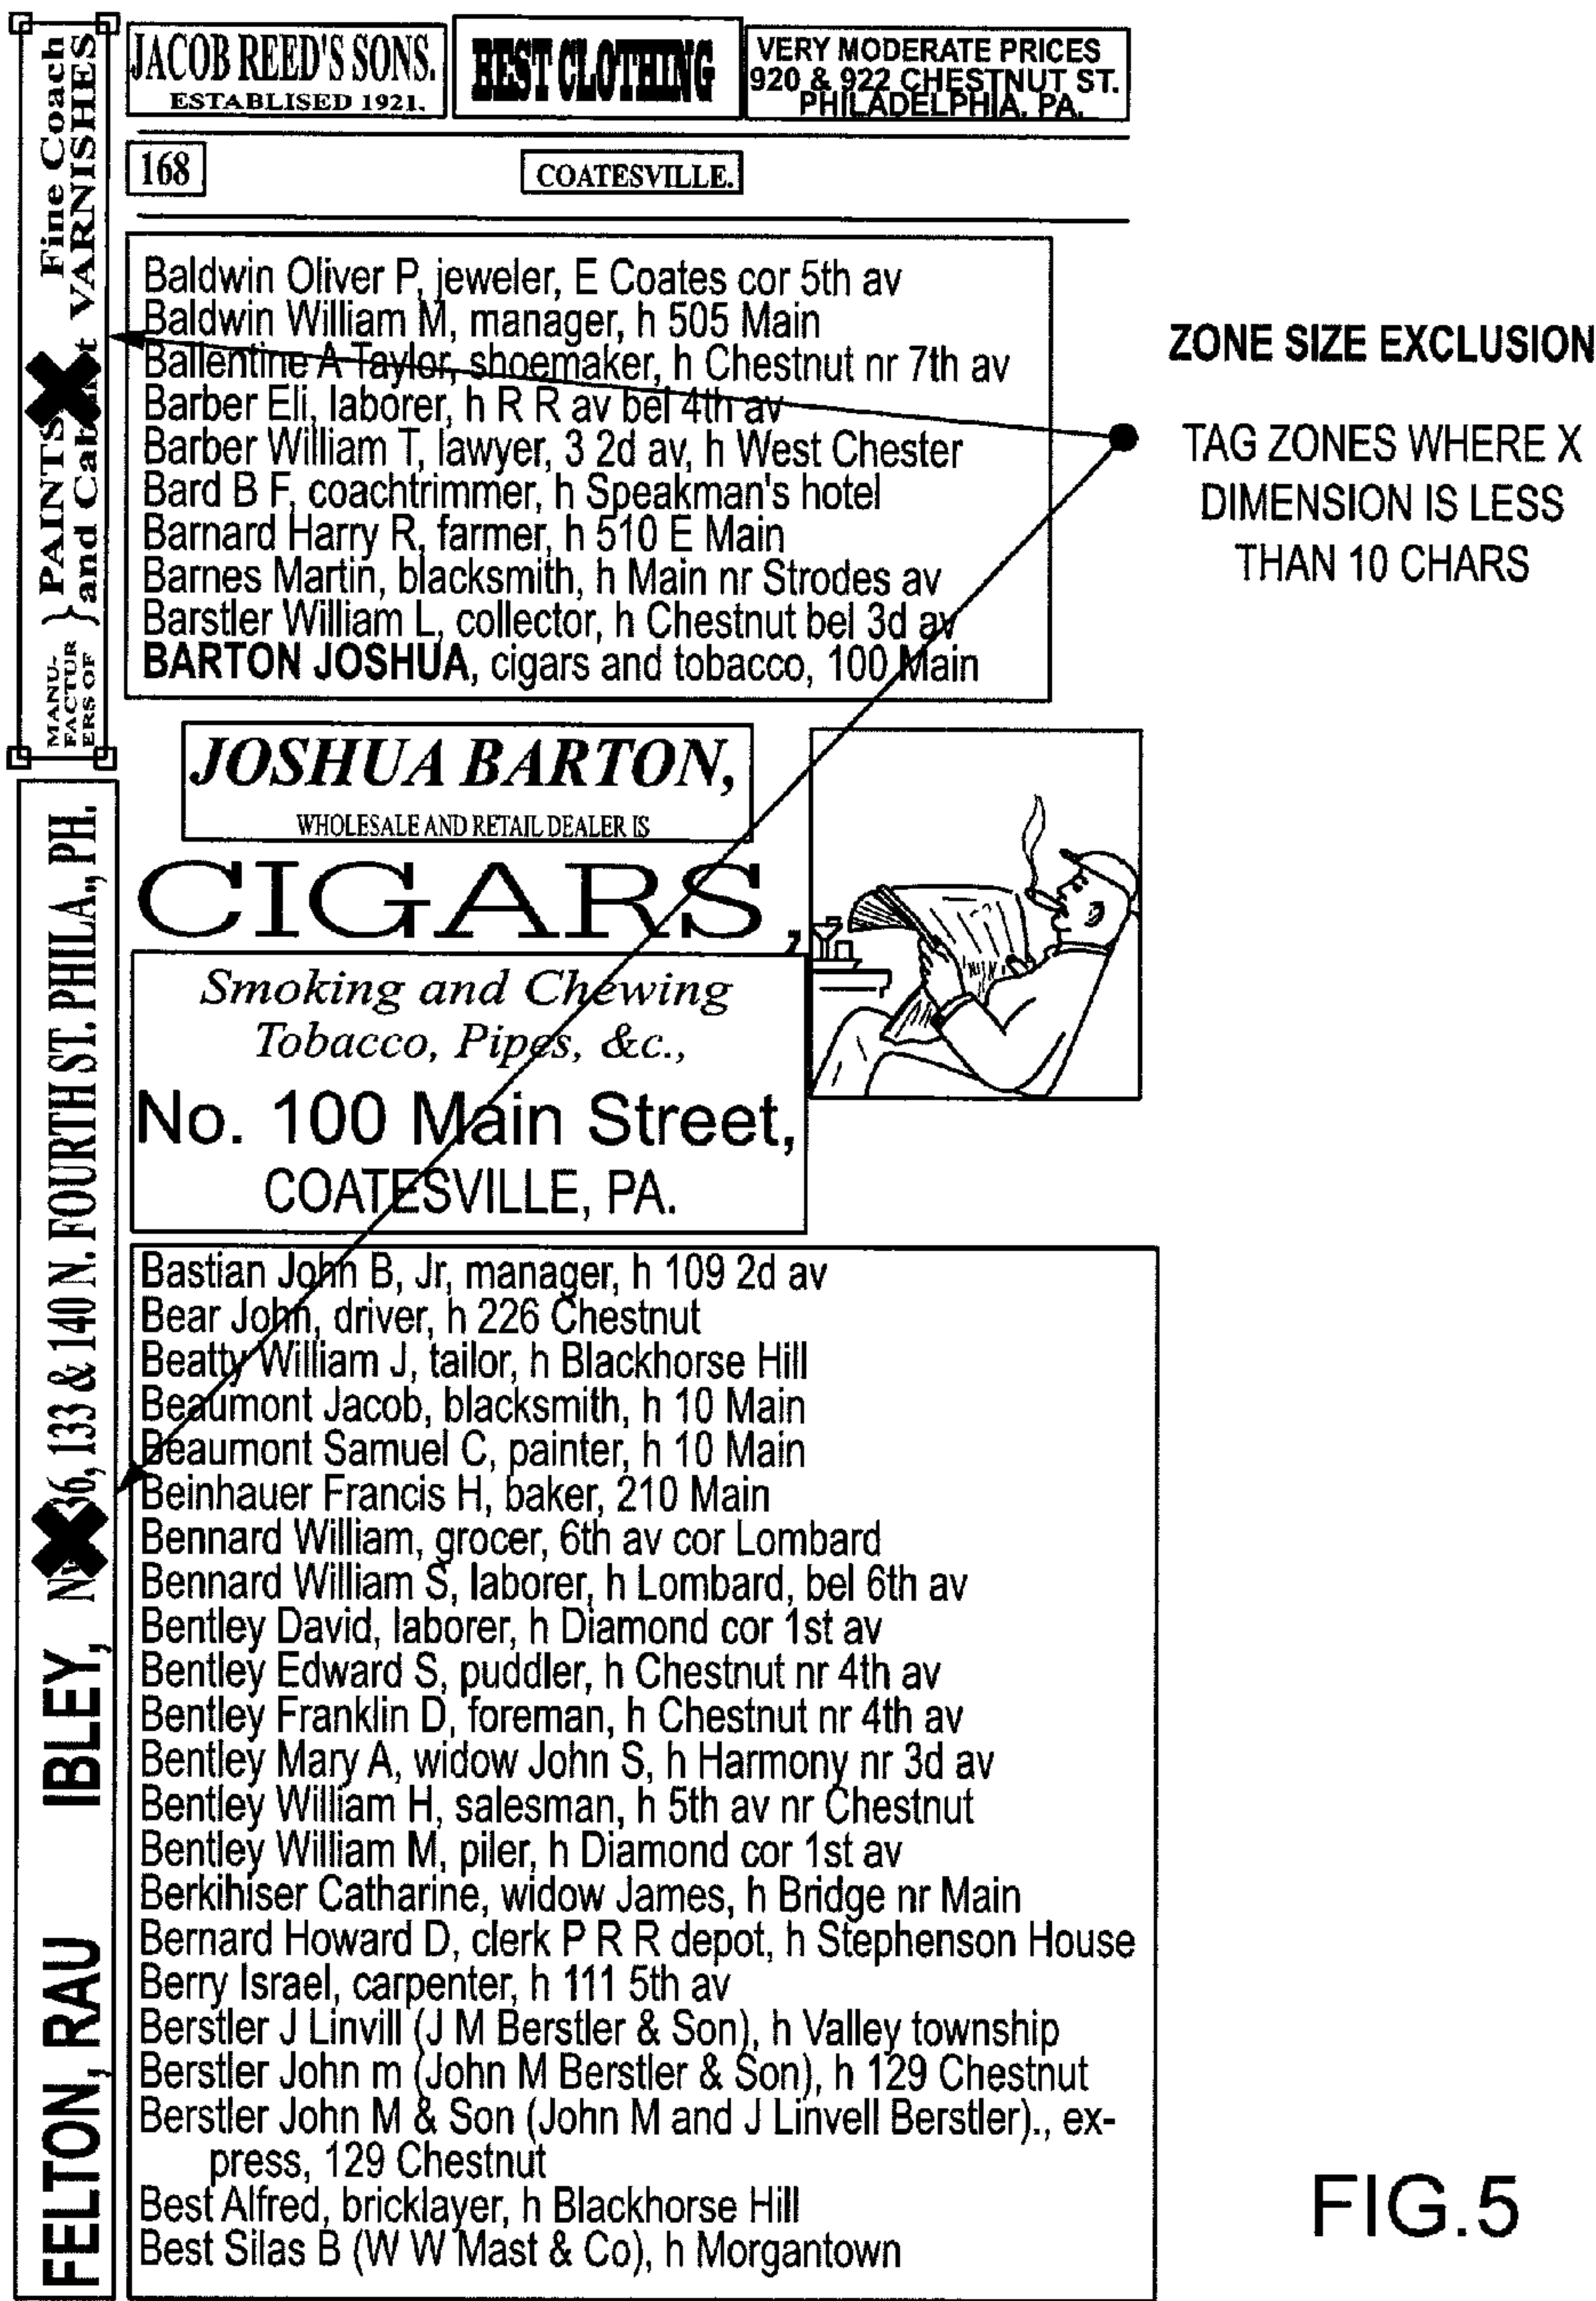 JACOB REED'S SONS.
ESTABLISED 1921.
BEST CLOTHING
VERY MODERATE PRICES
920 & 922 CHESTNUT ST.
PHILADELPHIA. PA.
168
COATESVILLE.
Fine Coach
VARNISHES
PAINTS
and
MANU-
FACTUR
ERS OF
Baldwin Oliver P, jeweler, E Coates cor 5th av
Baldwin William M, manager, h 505 Main
Ballentine A Taylor, shoemaker, h Chestnut nr 7th av
Barber Eli, laborer, h R R av bel 4th av
Barber William T, lawyer, 3 2d av, h West Chester
Bard B F, coachtrimmer, h Speakman's hotel
Barnard Harry R, farmer, h 510 E Main
Barnes Martin, blacksmith, h Main nr Strodes av
Barstler William L, collector, h Chestnut bel 3d av
BARTON JOSHUA, cigars and tobacco, 100 Main
ZONE SIZE EXCLUSION
TAG ZONES WHERE X
DIMENSION IS LESS
THAN 10 CHARS
JOSHUA BARTON,
WHOLESALE AND RETAIL DEALER IS
CIGARS,
Smoking and Chewing
Tobacco, Pipes, &c.,
No. 100 Main Street,
COATESVILLE, PA.
FELTON, RAU IBLEY, 133 & 140 N. FOURTH ST. PHILA., PH.
Bastian John B, Jr, manager, h 109 2d av
Bear John, driver, h 226 Chestnut
Beatty William J, tailor, h Blackhorse Hill
Beaumont Jacob, blacksmith, h 10 Main
Beaumont Samuel C, painter, h 10 Main
Beinhauer Francis H, baker, 210 Main
Bennard William, grocer, 6th av cor Lombard
Bennard William S, laborer, h Lombard, bel 6th av
Bentley David, laborer, h Diamond cor 1st av
Bentley Edward S, puddler, h Chestnut nr 4th av
Bentley Franklin D, foreman, h Chestnut nr 4th av
Bentley Mary A, widow John S, h Harmony nr 3d av
Bentley William H, salesman, h 5th av nr Chestnut
Bentley William M, piler, h Diamond cor 1st av
Berkihiser Catharine, widow James, h Bridge nr Main
Bernard Howard D, clerk P R R depot, h Stephenson House
Berry Israel, carpenter, h 111 5th av
Berstler J Linvill (J M Berstler & Son), h Valley township
Berstler John m (John M Berstler & Son), h 129 Chestnut
Berstler John M & Son (John M and J Linvell Berstler)., ex-
press, 129 Chestnut
Best Alfred, bricklayer, h Blackhorse Hill
Best Silas B (W W Mast & Co), h Morgantown
FIG.5